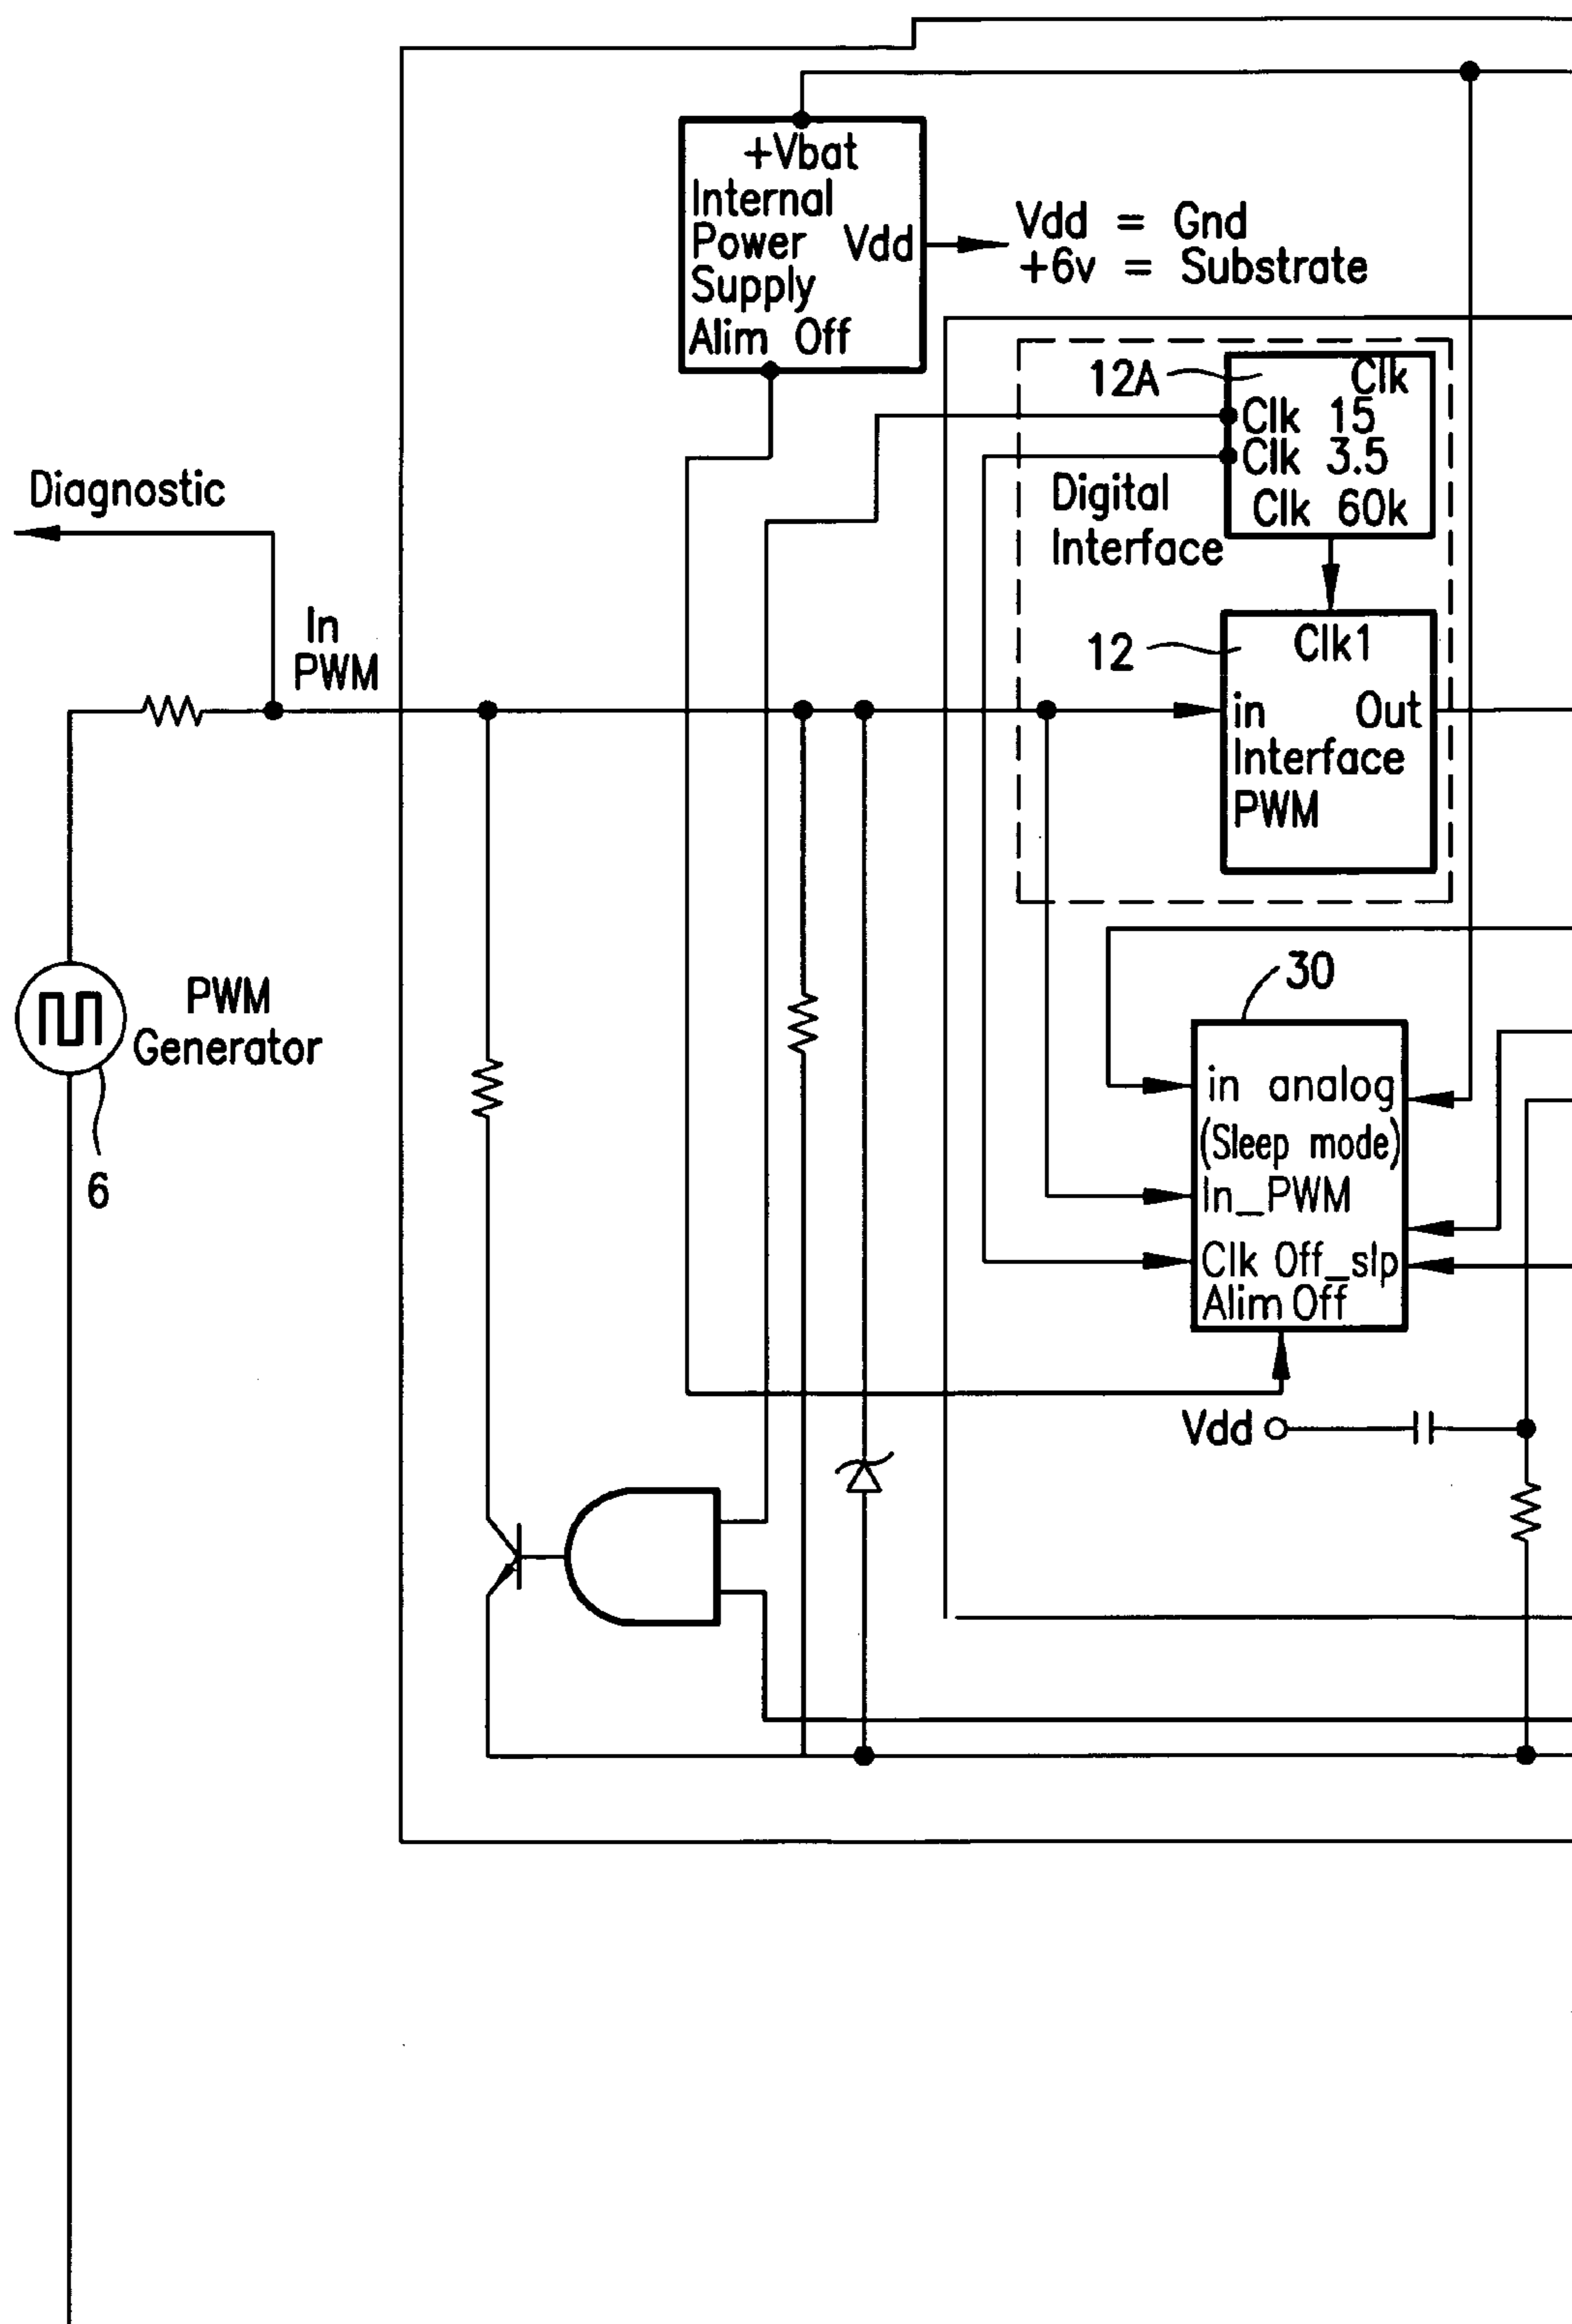 +Vbat
Internal
Power
Vdd
Supply
Alim Off
Vdd = Gnd
+6v = Substrate
12A
Clk
Clk 15
Clk 3.5
Clk 60k
Digital
Interface
Diagnostic
In
PWM
12
Clk1
in
Out
Interface
PWM
PWM
Generator
6
30
in analog
(Sleep mode)
In_PWM
Clk Off_slp
Alim Off
Vdd